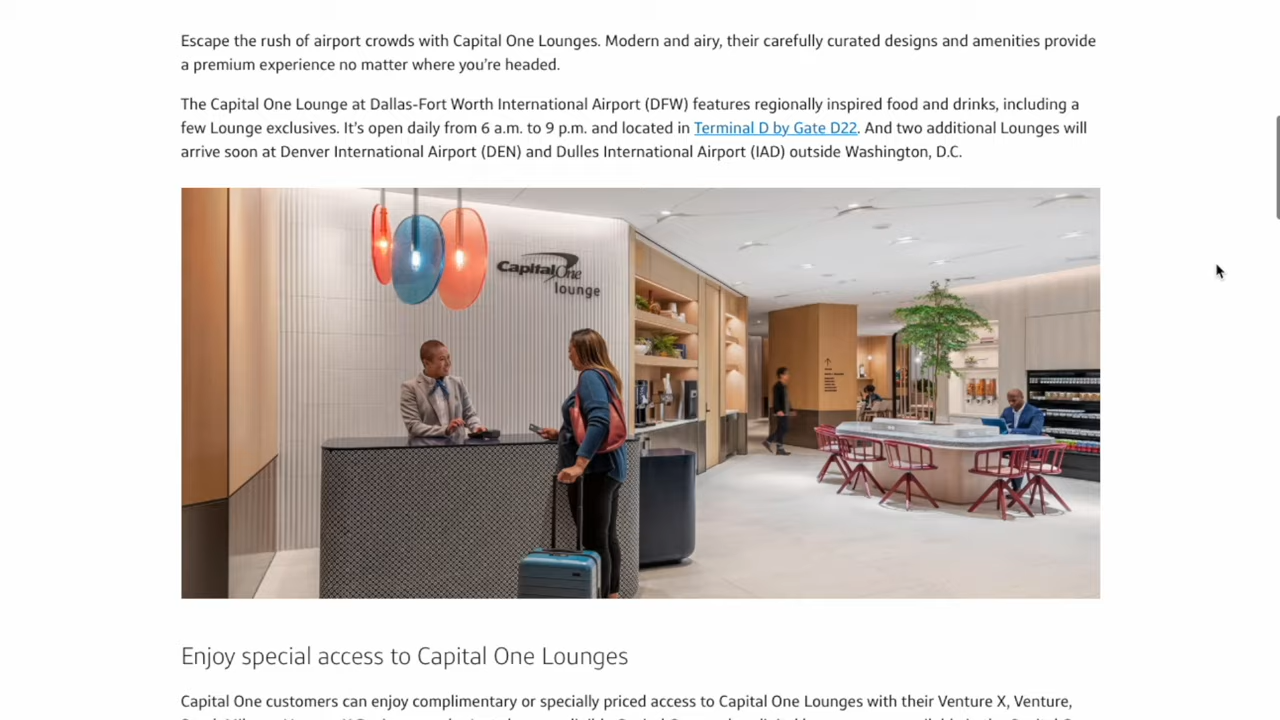 Escape the rush of airport crowds with Capital One Lounges. Modern and airy, their carefully curated designs and amenities provide
a premium experience no matter where you’re headed.
The Capital One Lounge at Dallas-Fort Worth International Airport (DFW) features regionally inspired food and drinks, including a
few Lounge exclusives. It’s open daily from 6 a.m. to 9 p.m. and located in Terminal D by Gate D22. And two additional Lounges will
arrive soon at Denver International Airport (DEN) and Dulles International Airport (IAD) outside Washington, D.C.
Capital One
lounge
Enjoy special access to Capital One Lounges
Capital One customers can enjoy complimentary or specially priced access to Capital One Lounges with their Venture X, Venture,